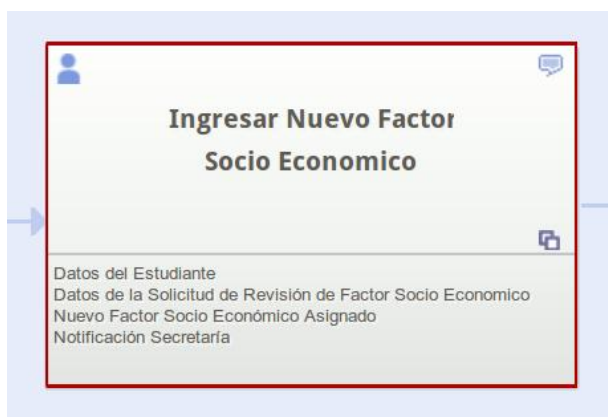 Ingresar Nuevo Factor
Socio Economico
Datos del Estudiante
Datos de la Solicitud de Revisión de Factor Socio Economico
Nuevo Factor Socio Económico Asignado
Notificación Secretaría